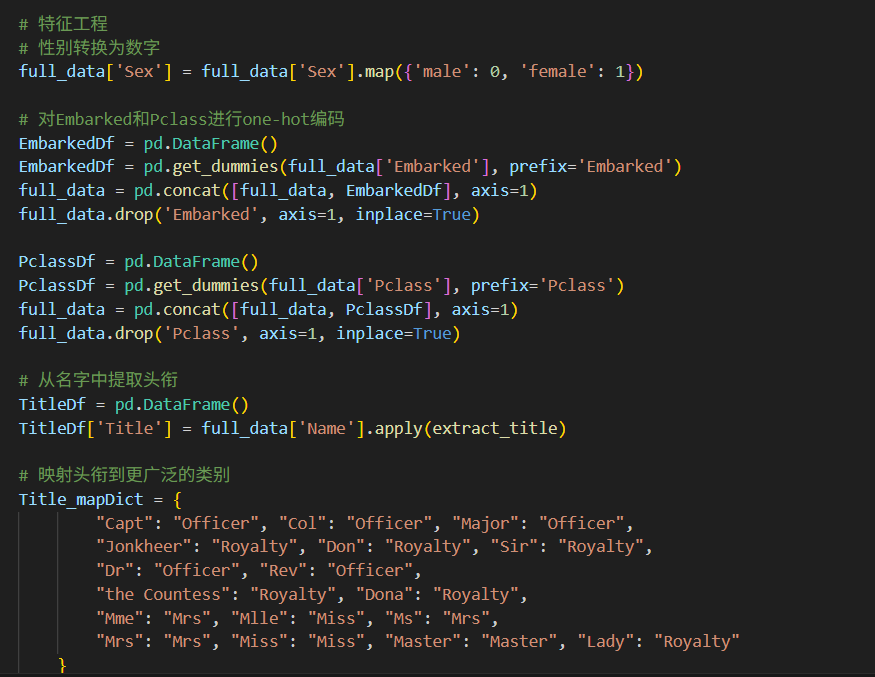 # 特征工程
# 性别转换为数字
full_data['Sex'] = full_data['Sex'].map({'male': 0, 'female': 1})
# 对Embarked和Pclass进行one-hot编码
EmbarkedDf = pd.DataFrame()
EmbarkedDf = pd.get_dummies(full_data['Embarked'], prefix='Embarked')
full_data = pd.concat([full_data, EmbarkedDf], axis=1)
full_data.drop('Embarked', axis=1, inplace=True)
PclassDf = pd.DataFrame()
PclassDf = pd.get_dummies(full_data['Pclass'], prefix='Pclass')
full_data = pd.concat([full_data, PclassDf], axis=1)
full_data.drop('Pclass', axis=1, inplace=True)
# 从名字中提取头衔
TitleDf = pd.DataFrame()
TitleDf['Title'] = full_data['Name'].apply(extract_title)
# 映射头衔到更广泛的类别
Title_mapDict = {
"Capt": "Officer", "Col": "Officer", "Major": "Officer",
"Jonkheer": "Royalty", "Don": "Royalty", "Sir": "Royalty",
"Dr": "Officer", "Rev": "Officer",
"the Countess": "Royalty", "Dona": "Royalty",
"Mme": "Mrs", "Mlle": "Miss", "Ms": "Mrs",
"Mrs": "Mrs", "Miss": "Miss", "Master": "Master", "Lady": "Royalty"
}